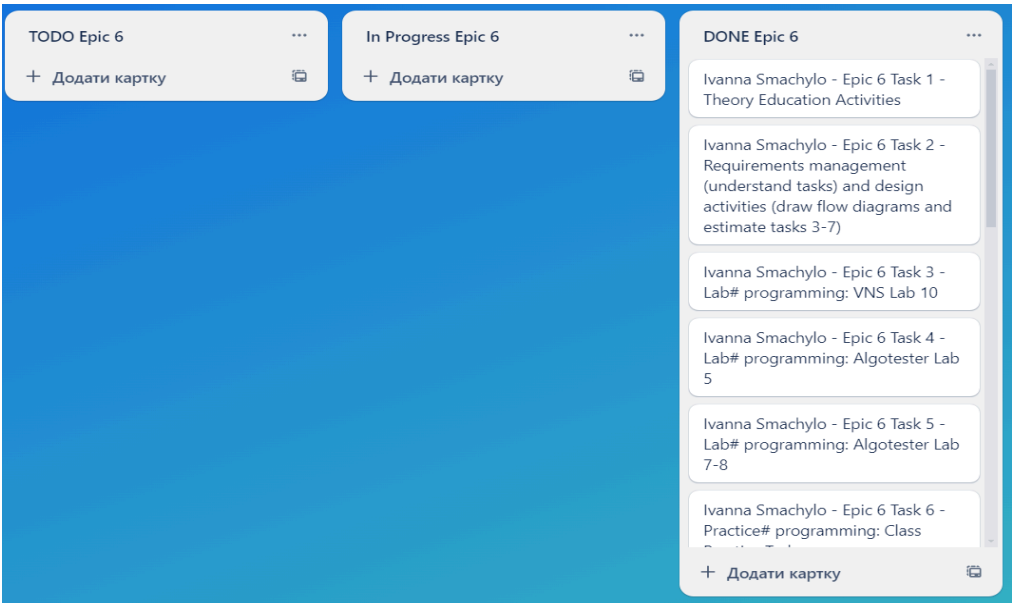 TODO Epic 6
Додати картку
In Progress Epic 6
Додати картку
DONE Epic 6
Ivanna Smachylo - Epic 6 Task 1 -
Theory Education Activities
Ivanna Smachylo - Epic 6 Task 2 -
Requirements management
(understand tasks) and design
activities (draw flow diagrams and
estimate tasks 3-7)
Ivanna Smachylo - Epic 6 Task 3 -
Lab# programming: VNS Lab 10
Ivanna Smachylo - Epic 6 Task 4 -
Lab# programming: Algotester Lab
5
Ivanna Smachylo - Epic 6 Task 5 -
Lab# programming: Algotester Lab
7-8
Ivanna Smachylo - Epic 6 Task 6 -
Practice# programming: Class
Додати картку